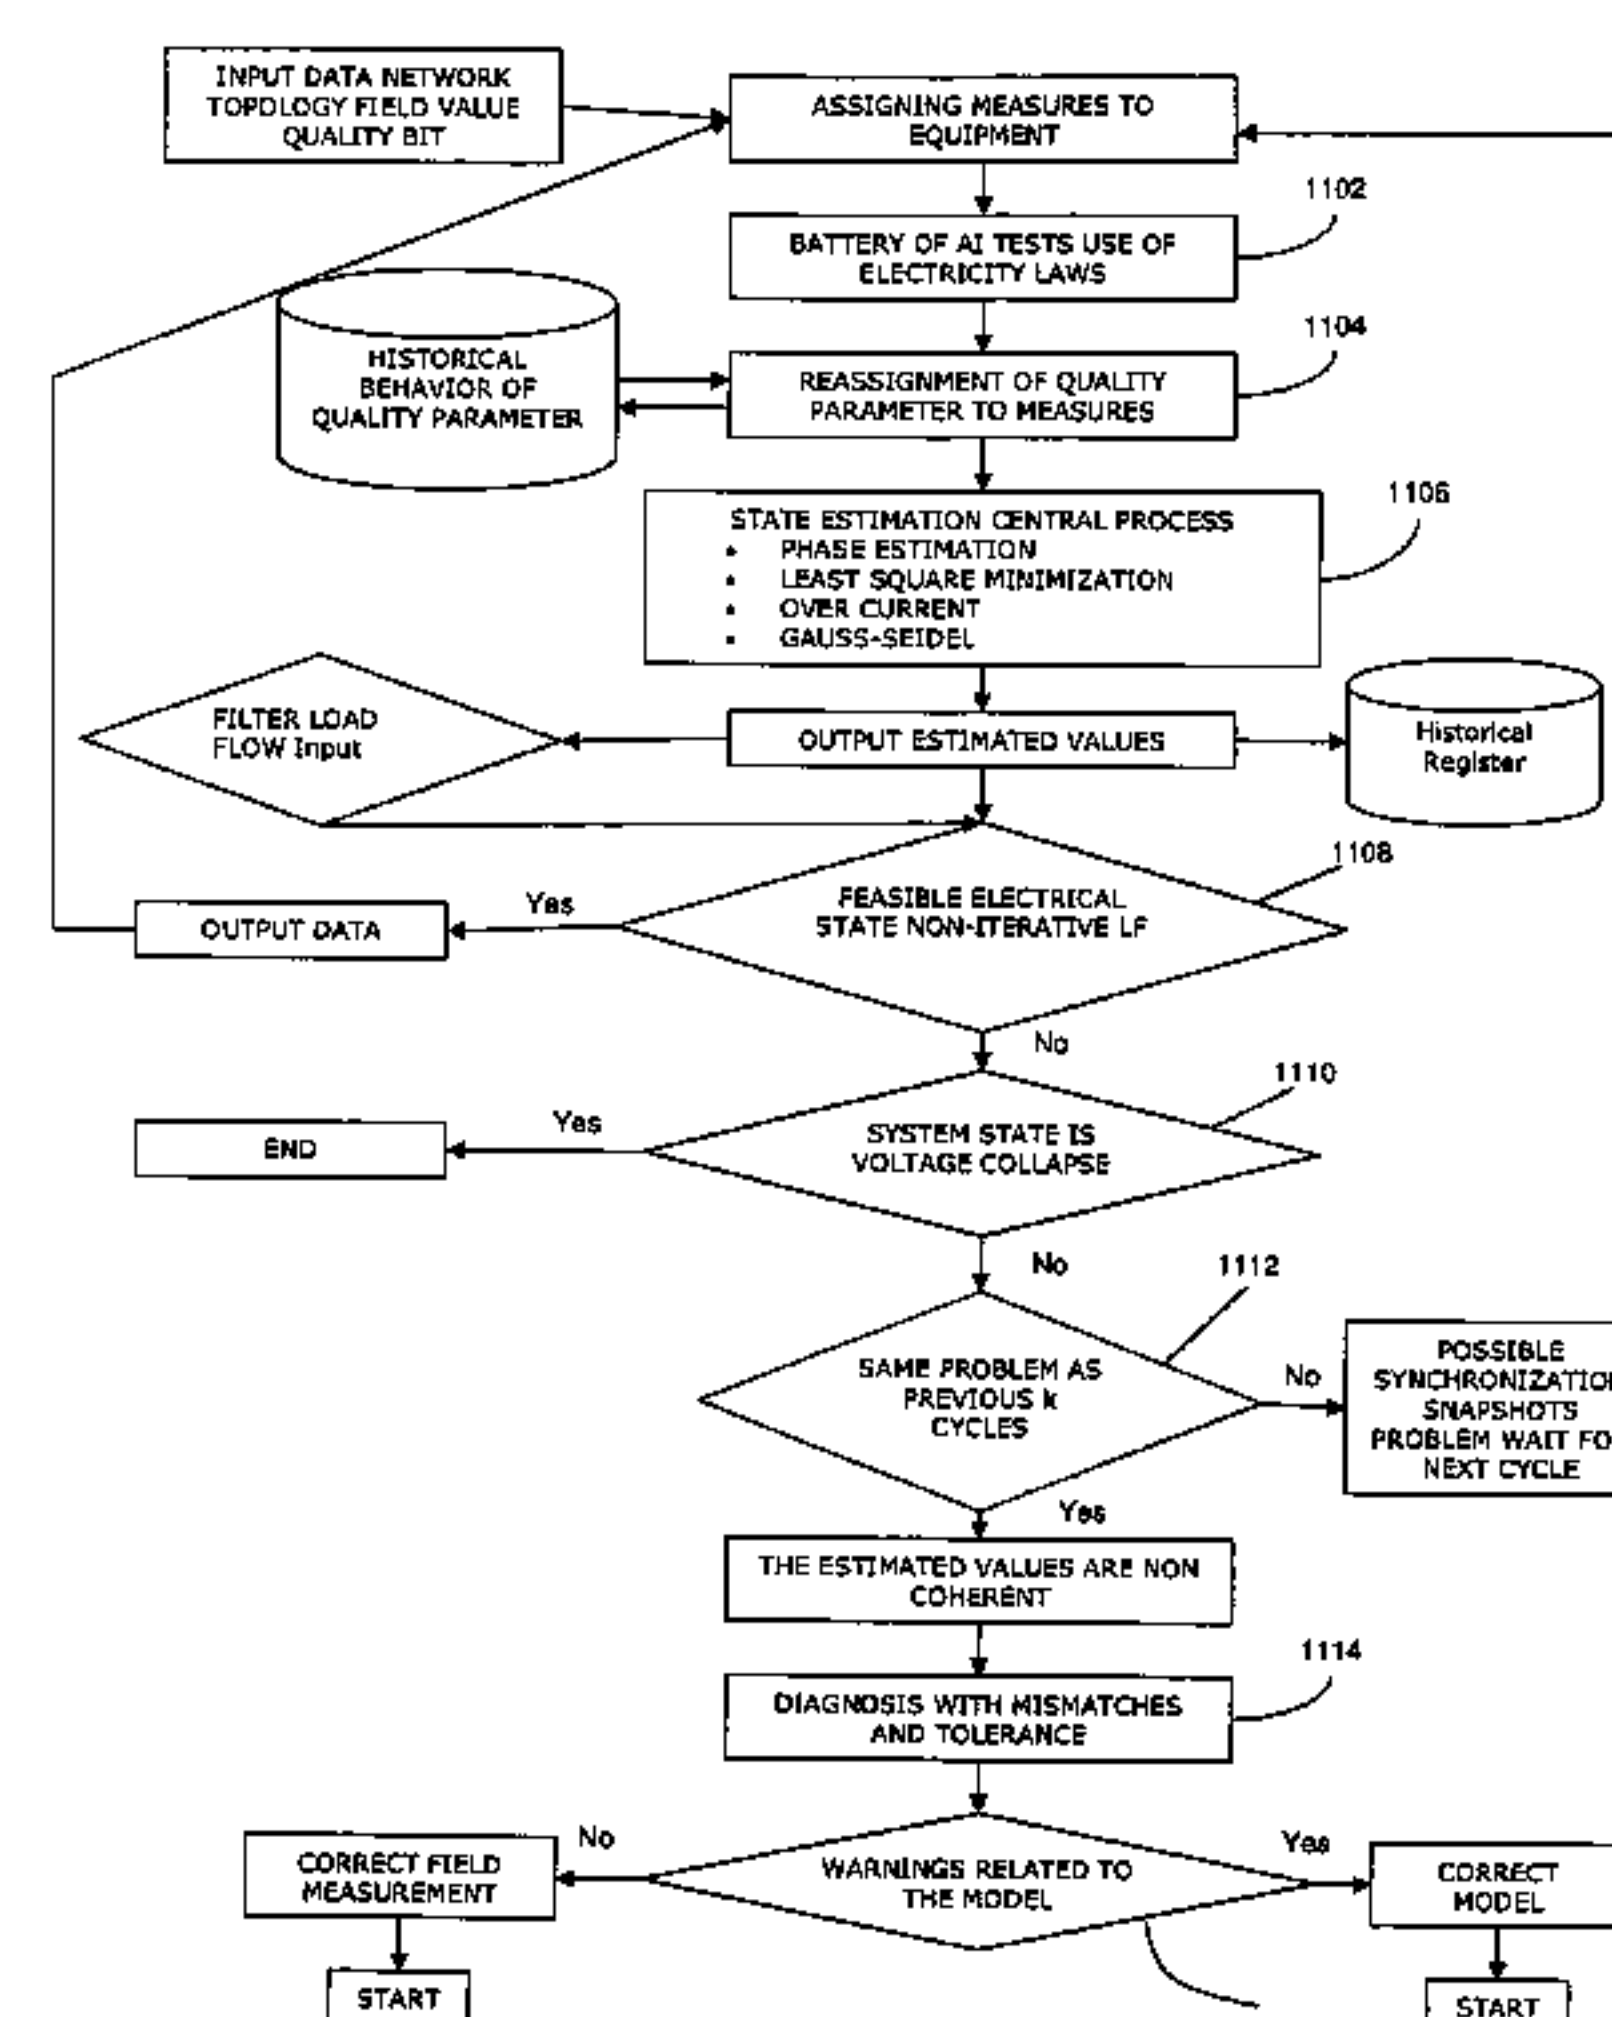 INPUT DATA NETWORK
TOPOLOGY FIELD VALUE
QUALITY BIT
ASSIGNING MEASURES TO
EQUIPMENT
1102
BATTERY OF AI TESTS USE OF
ELECTRICITY LAWS
1104
HISTORICAL
BEHAVIOR OF
QUALITY PARAMETER
REASSIGNMENT OF QUALITY
PARAMETER TO MEASURES
1106
STATE ESTIMATION CENTRAL PROCESS
• PHASE ESTIMATION
• LEAST SQUARE MINIMIZATION
• OVER CURRENT
• GAUSS-SEIDEL
FILTER LOAD
FLOW Input
OUTPUT ESTIMATED VALUES
Historical
Register
1108
FEASIBLE ELECTRICAL
STATE NON-ITERATIVE LF
Yes
OUTPUT DATA
No
1110
SYSTEM STATE IS
VOLTAGE COLLAPSE
Yes
END
No
1112
SAME PROBLEM AS
PREVIOUS k
CYCLES
No
POSSIBLE
SYNCHRONIZATIO
SNAPSHOTS
PROBLEM WAIT FO
NEXT CYCLE
Yes
THE ESTIMATED VALUES ARE NON
COHERENT
1114
DIAGNOSIS WITH MISMATCHES
AND TOLERANCE
WARNINGS RELATED TO
THE MODEL
No
CORRECT FIELD
MEASUREMENT
START
Yes
CORRECT
MODEL
START